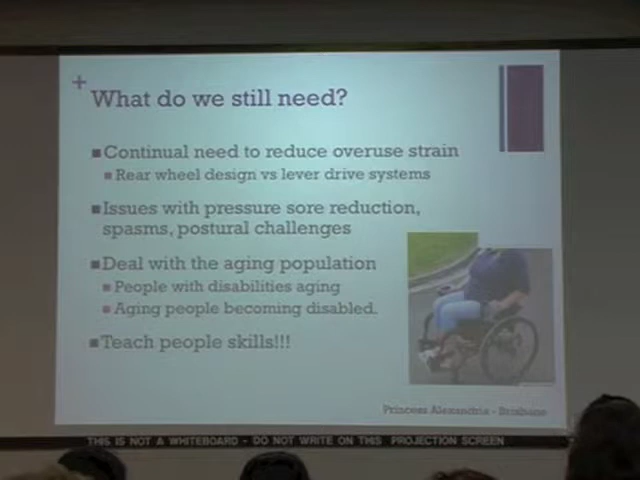 +
What do we still need?
■Continual need to reduce overuse strain
■ Rear wheel design vs lever drive systems
■Issues with pressure sore reduction,
spasms, postural challenges
■Deal with the aging population
■ People with disabilities aging
■ Aging people becoming disabled.
■Teach people skills!!!
Princess Alexandria - Brisbane
THIS IS NOT A WHITEBOARD - DO NOT WRITE ON THIS PROJECTION SCREEN